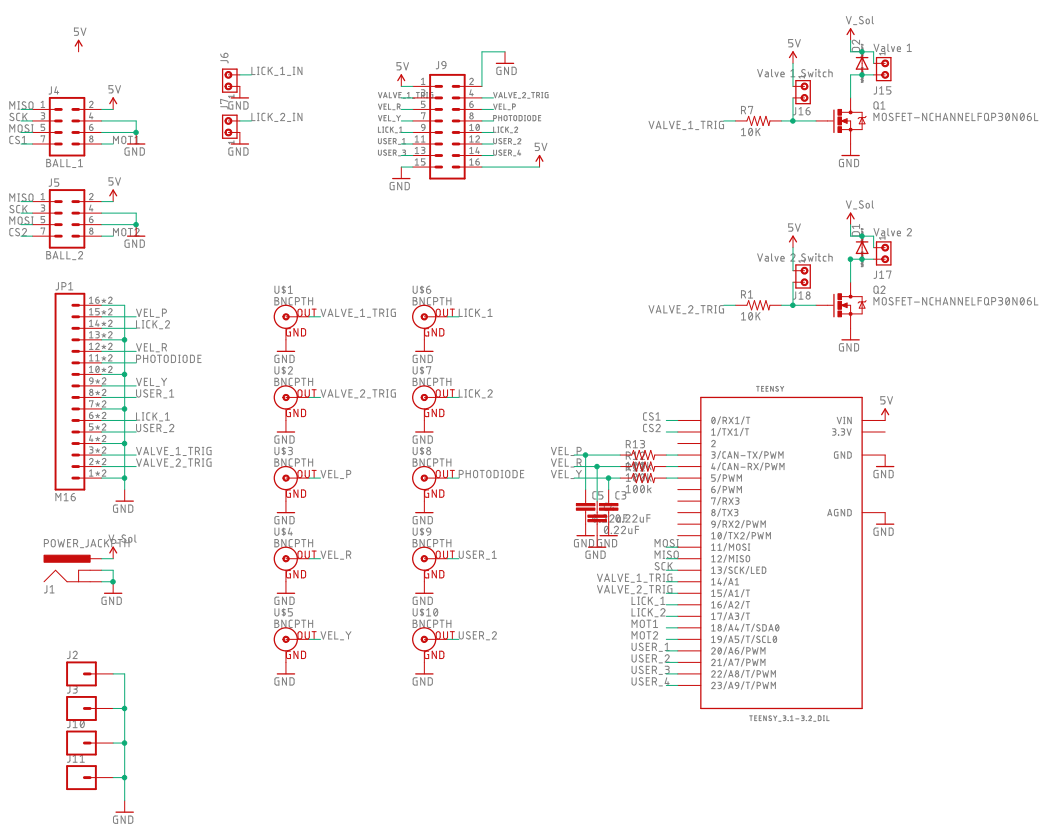 5V
J4
MISO 1 2 5V
SCK 3 4
MOSI 5 6
CS1 7 8 MOT1
GND
BALL_1
J5
MISO 1 2 5V
SCK 3 4
MOSI 5 6
CS2 7 8 MOT2
GND
BALL_2
J6
LICK_1_IN
GND
J7
LICK_2_IN
GND
J9
5V
GND
1 2
VALVE_1_TRIG 3 4 VALVE_2_TRIG
VEL_R 5 6 VEL_P
VEL_Y 7 8 PHOTODIODE
LICK_1 9 10 LICK_2
USER_1 11 12 USER_2
USER_3 13 14 USER_4
15 16 5V
GND
V_Sol
D2
Valve 1
1
J15
5V
Valve 1 Switch
1
J16
R7
10K
VALVE_1_TRIG
Q1
MOSFET-NCHANNELFQP30N06L
GND
V_Sol
D1
Valve 2
1
J17
5V
Valve 2 Switch
1
J18
R1
10K
VALVE_2_TRIG
Q2
MOSFET-NCHANNELFQP30N06L
GND
JP1
16*2
15*2 VEL_P
14*2 LICK_2
13*2
12*2 VEL_R
11*2 PHOTODIODE
10*2
9*2 VEL_Y
8*2 USER_1
7*2
6*2 LICK_1
5*2 USER_2
4*2
3*2 VALVE_1_TRIG
2*2 VALVE_2_TRIG
1*2
M16
GND
POWER_JACKPTH
V_Sol
J1
GND
J2
J3
J10
J11
GND
U$1
BNCPTH
OUT VALVE_1_TRIG
GND
GND
U$2
BNCPTH
OUT VALVE_2_TRIG
GND
GND
U$3
BNCPTH
OUT VEL_P
GND
GND
U$4
BNCPTH
OUT VEL_R
GND
GND
U$5
BNCPTH
OUT VEL_Y
GND
GND
U$6
BNCPTH
OUT LICK_1
GND
GND
U$7
BNCPTH
OUT LICK_2
GND
GND
U$8
BNCPTH
OUT PHOTODIODE
GND
GND
U$9
BNCPTH
OUT USER_1
GND
GND
U$10
BNCPTH
OUT USER_2
GND
GND
TEENSY
CS1 0/RX1/T VIN 5V
CS2 1/TX1/T 3.3V
2
VEL_P R13 3/CAN-TX/PWM GND
VEL_R 4/CAN-RX/PWM GND
VEL_Y 5/PWM
100k 6/PWM
C5 C3 7/RX3
8/TX3 AGND
0.22uF 9/RX2/PWM GND
0.22uF 10/TX2/PWM
GND GND
GND
MOSI 11/MOSI
MISO 12/MISO
SCK 13/SCK/LED
VALVE_1_TRIG 14/A1
VALVE_2_TRIG 15/A1/T
LICK_1 16/A2/T
LICK_2 17/A3/T
MOT1 18/A4/T/SDA0
MOT2 19/A5/T/SCL0
USER_1 20/A6/PWM
USER_2 21/A7/PWM
USER_3 22/A8/T/PWM
USER_4 23/A9/T/PWM
TEENSY_3.1-3.2_DIL